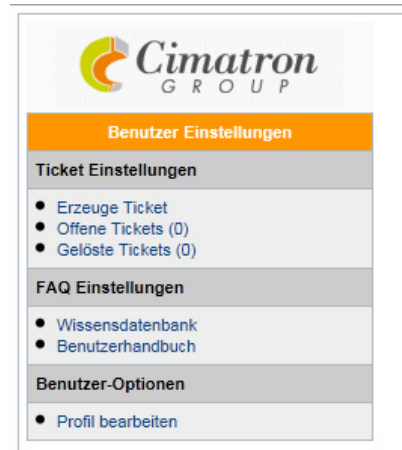 Cimatron
GROUP
Benutzer Einstellungen
Ticket Einstellungen
Erzeuge Ticket
Offene Tickets (0)
Gelöste Tickets (0)
FAQ Einstellungen
Wissensdatenbank
Benutzerhandbuch
Benutzer-Optionen
Profil bearbeiten